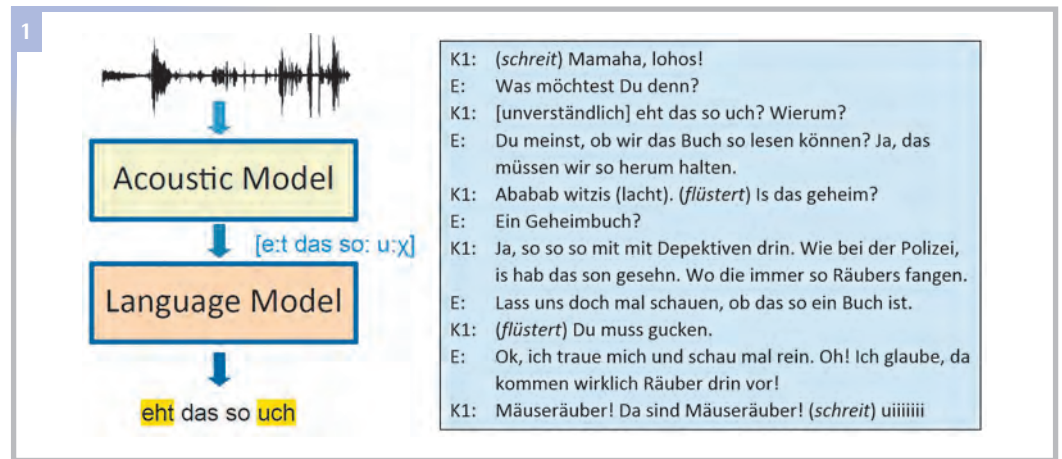 1
Acoustic Model
[e:t das so: u:χ]
Language Model
eht das so uch
K1: (schreit) Mamaha, lohos!
E: Was möchtest Du denn?
K1: [unverständlich] eht das so uch? Wierum?
E: Du meinst, ob wir das Buch so lesen können? Ja, das
müssen wir so herum halten.
K1: Ababab witzis (lacht). (flüstert) Is das geheim?
E: Ein Geheimbuch?
K1: Ja, so so so mit mit Depektiven drin. Wie bei der Polizei,
is hab das son gesehn. Wo die immer so Räubers fangen.
E: Lass uns doch mal schauen, ob das so ein Buch ist.
K1: (flüstert) Du muss gucken.
E: Ok, ich traue mich und schau mal rein. Oh! Ich glaube, da
kommen wirklich Räuber drin vor!
K1: Mäuseräuber! Da sind Mäuseräuber! (schreit) uiiiiiii